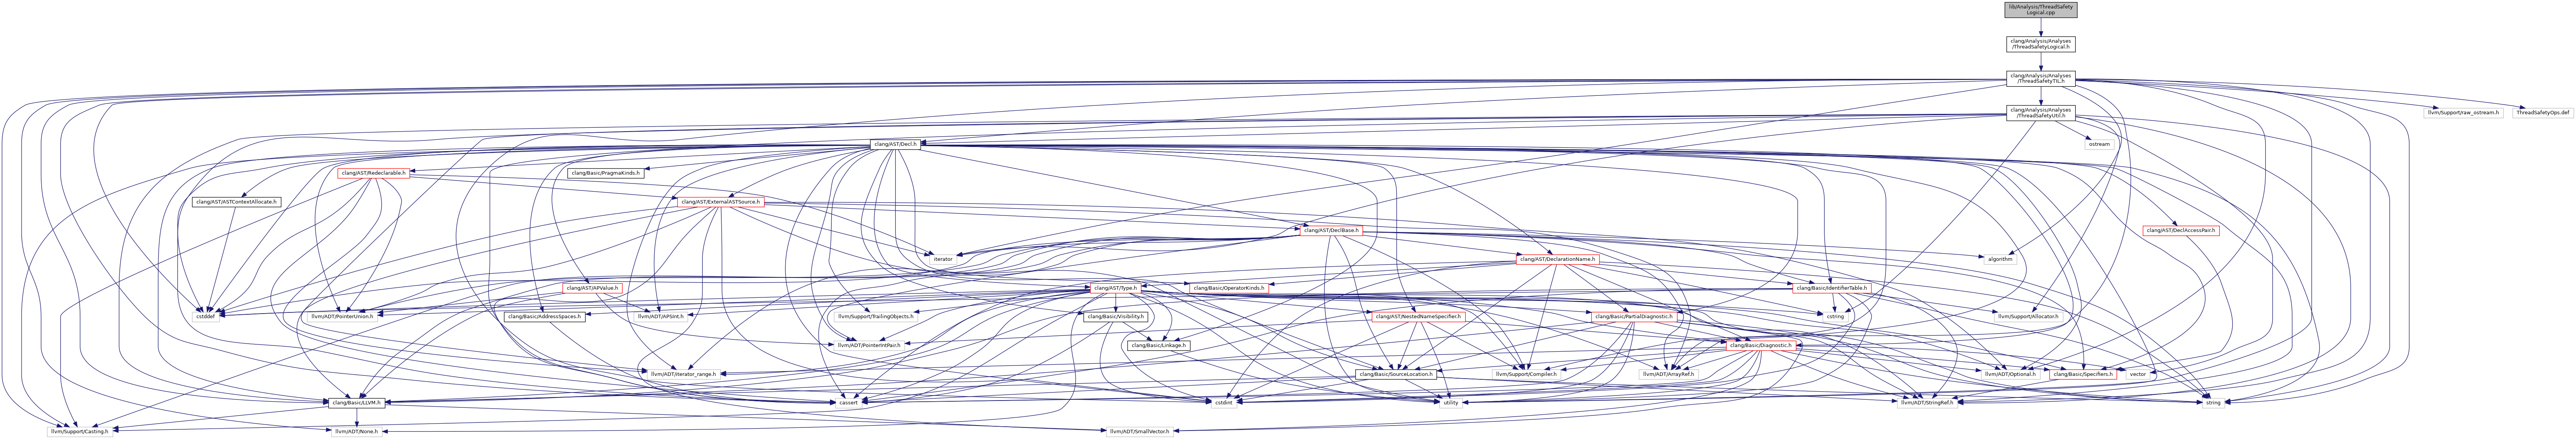 lib/Analysis/ThreadSafety
Logical.cpp
clang/Analysis/Analyses
/ThreadSafetyLogical.h
clang/Analysis/Analyses
/ThreadSafetyTIL.h
clang/Analysis/Analyses
/ThreadSafetyUtil.h
llvm/Support/raw_ostream.h
ThreadSafetyOps.def
clang/AST/Decl.h
ostream
clang/AST/Redeclarable.h
clang/Basic/PragmaKinds.h
clang/AST/ASTContextAllocate.h
clang/AST/ExternalASTSource.h
clang/AST/DeclBase.h
clang/AST/DeclAccessPair.h
iterator
clang/AST/DeclarationName.h
algorithm
clang/AST/APValue.h
clang/AST/Type.h
clang/Basic/OperatorKinds.h
clang/Basic/IdentifierTable.h
cstddef
llvm/ADT/PointerUnion.h
clang/Basic/AddressSpaces.h
llvm/ADT/APSInt.h
llvm/Support/TrailingObjects.h
clang/Basic/Visibility.h
clang/AST/NestedNameSpecifier.h
clang/Basic/PartialDiagnostic.h
cstring
llvm/Support/Allocator.h
llvm/ADT/PointerIntPair.h
clang/Basic/Linkage.h
clang/Basic/Diagnostic.h
llvm/ADT/iterator_range.h
clang/Basic/SourceLocation.h
llvm/Support/Compiler.h
llvm/ADT/ArrayRef.h
llvm/ADT/Optional.h
clang/Basic/Specifiers.h
vector
clang/Basic/LLVM.h
cassert
cstdint
utility
llvm/ADT/StringRef.h
string
llvm/Support/Casting.h
llvm/ADT/None.h
llvm/ADT/SmallVector.h